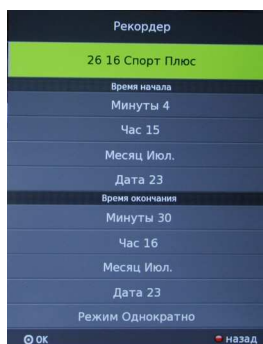 Рекордер
26 16 Спорт Плюс
Время начала
Минуты 4
Час 15
Месяц Июл.
Дата 23
Время окончания
Минуты 30
Час 16
Месяц Июл.
Дата 23
Режим Однократно
ОК назад